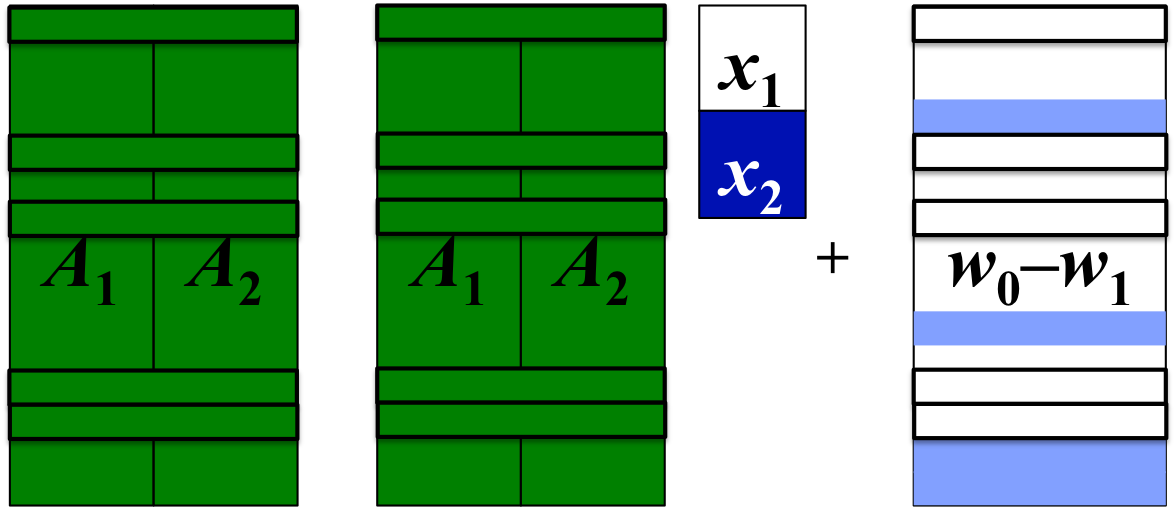 x₁
x₂
A₁ A₂ A₁ A₂ + w₀–w₁